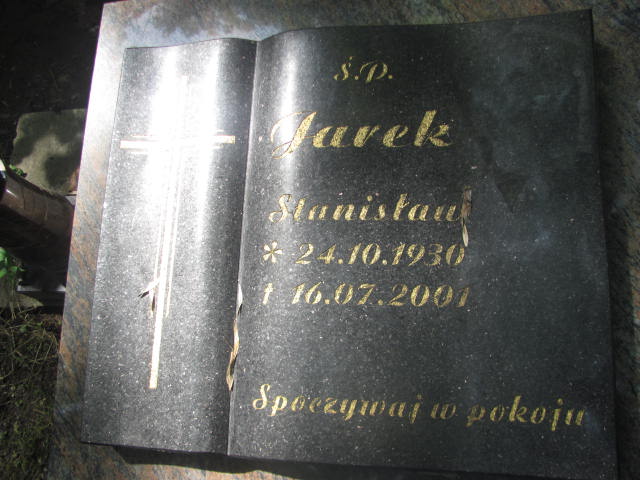 Ś.P.
Jarek
Stanisław
* 24.10.1930
† 16.07.2001
Spoczywaj w pokoju